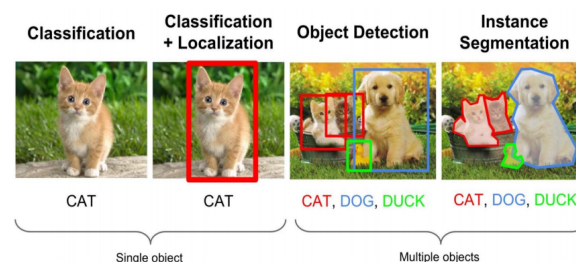 Classification
Classification
+ Localization
Object Detection
Instance
Segmentation
CAT
CAT
CAT, DOG, DUCK
CAT, DOG, DUCK
Single object
Multiple objects